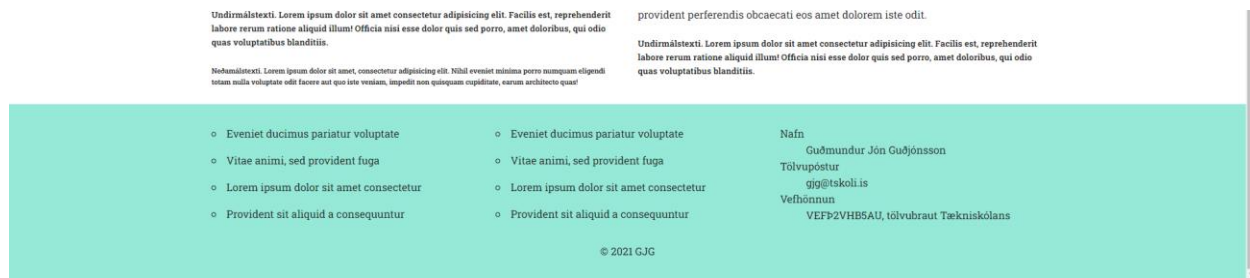 Undirmálstexti. Lorem ipsum dolor sit amet consectetur adipisicing elit. Facilis est, reprehenderit
labore rerum ratione aliquid illum! Officia nisi esse dolor quis sed porro, amet doloribus, qui odio
quas voluptatibus blanditiis.
Neðamálstexti. Lorem ipsum dolor sit amet, consectetur adipisicing elit. Nihil eveniet minima porro numquam eligendi
totam nulla voluptate odit facere aut quo iste veniam, impedit non quisquam cupiditate, earum architecto quas!
provident perferendis obcaecati eos amet dolorem iste odit.
Undirmálstexti. Lorem ipsum dolor sit amet consectetur adipisicing elit. Facilis est, reprehenderit
labore rerum ratione aliquid illum! Officia nisi esse dolor quis sed porro, amet doloribus, qui odio
quas voluptatibus blanditiis.
Eveniet ducimus pariatur voluptate
Vitae animi, sed provident fuga
Lorem ipsum dolor sit amet consectetur
Provident sit aliquid a consequuntur
Eveniet ducimus pariatur voluptate
Vitae animi, sed provident fuga
Lorem ipsum dolor sit amet consectetur
Provident sit aliquid a consequuntur
Nafn
Guðmundur Jón Guðjónsson
Tölvupóstur
gjg@tskoli.is
Vefhönnun
VEFÞ2VHB5AU, tölvubraut Tækniskólans
© 2021 GJG